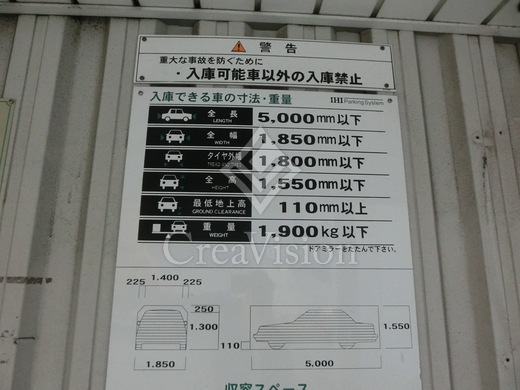 警告
重大な事故を防ぐために
・入庫可能車以外の入庫禁止
入庫できる車の寸法・重量 IHI Parking System
全長 LENGTH 5,000mm以下
全幅 WIDTH 1,850mm以下
タイヤ外幅 1,800mm以下
全高 HEIGHT 1,550mm以下
最低地上高 GROUND CLEARANCE 110mm以上
重量 WEIGHT 1,900kg以下
ドアミラーをたたんで下さい。
CreaVision
1.400
225 225
250
1.300
1.550
110
1.850
5.000
収容スペース